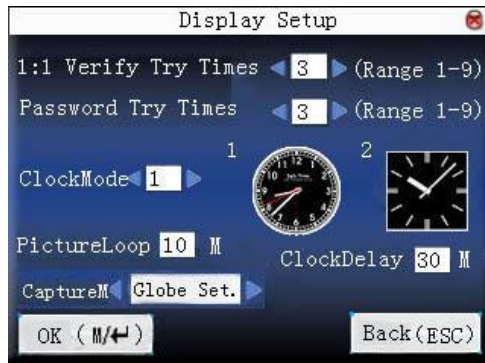 Display Setup
1:1 Verify Try Times 3 (Range 1-9)
Password Try Times 3 (Range 1-9)
1 2
ClockMode 1
PictureLoop 10 M
ClockDelay 30 M
CaptureM Globe Set.
OK (M/↵) Back(ESC)